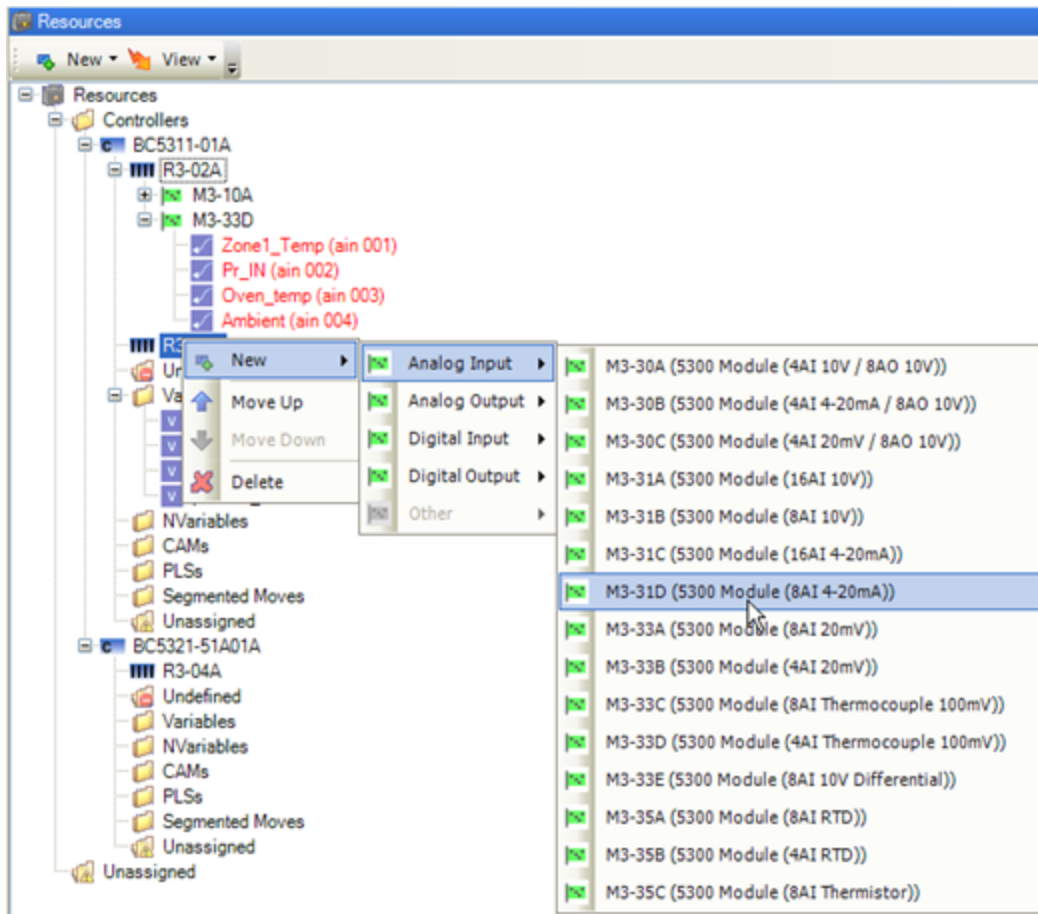 Resources
New View
Resources
Controllers
BC5311-01A
R3-02A
M3-10A
M3-33D
Zone1_Temp (ain 001)
Pr_IN (ain 002)
Oven_temp (ain 003)
Ambient (ain 004)
R3
Un
Va
v
v
v
v
NVariables
CAMs
PLSs
Segmented Moves
Unassigned
BC5321-51A01A
R3-04A
Undefined
Variables
NVariables
CAMs
PLSs
Segmented Moves
Unassigned
Unassigned
New
Move Up
Move Down
Delete
Analog Input
Analog Output
Digital Input
Digital Output
Other
M3-30A (5300 Module (4AI 10V / 8AO 10V))
M3-30B (5300 Module (4AI 4-20mA / 8AO 10V))
M3-30C (5300 Module (4AI 20mV / 8AO 10V))
M3-31A (5300 Module (16AI 10V))
M3-31B (5300 Module (8AI 10V))
M3-31C (5300 Module (16AI 4-20mA))
M3-31D (5300 Module (8AI 4-20mA))
M3-33A (5300 Module (8AI 20mV))
M3-33B (5300 Module (4AI 20mV))
M3-33C (5300 Module (8AI Thermocouple 100mV))
M3-33D (5300 Module (4AI Thermocouple 100mV))
M3-33E (5300 Module (8AI 10V Differential))
M3-35A (5300 Module (8AI RTD))
M3-35B (5300 Module (4AI RTD))
M3-35C (5300 Module (8AI Thermistor))